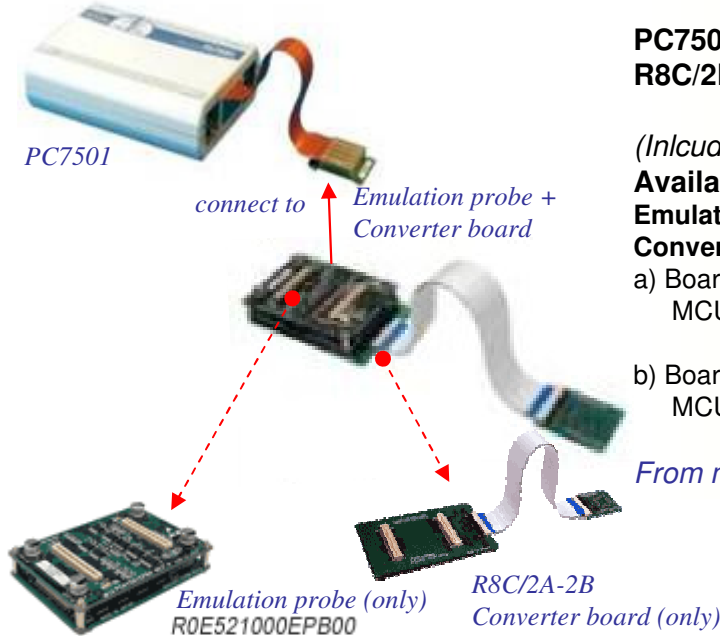 PC7501
connect to
Emulation probe +
Converter board
Emulation probe (only)
R0E521000EPB00
R8C/2A-2B
Converter board (only)
PC750
R8C/2
(Inlcud
Availa
Emulat
Conver
a) Boar
MCU
b) Boar
MCU
From